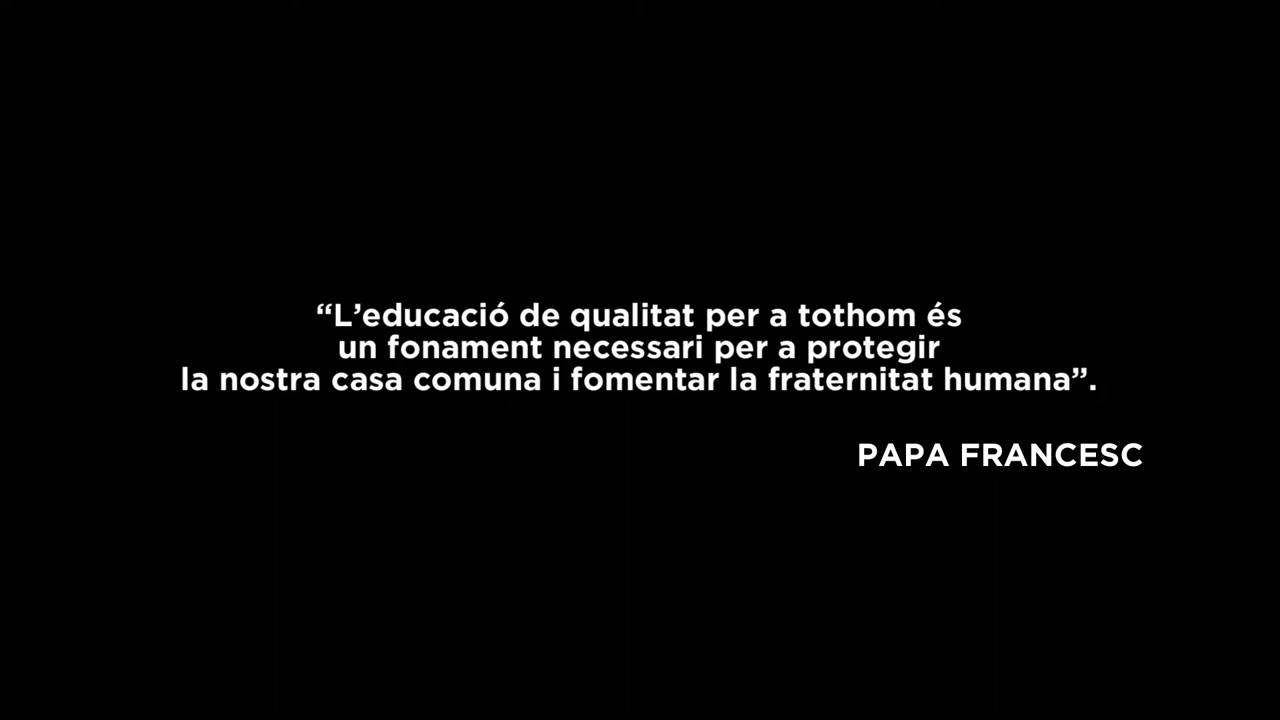 “L’educació de qualitat per a tothom és
un fonament necessari per a protegir
la nostra casa comuna i fomentar la fraternitat humana”.
PAPA FRANCESC